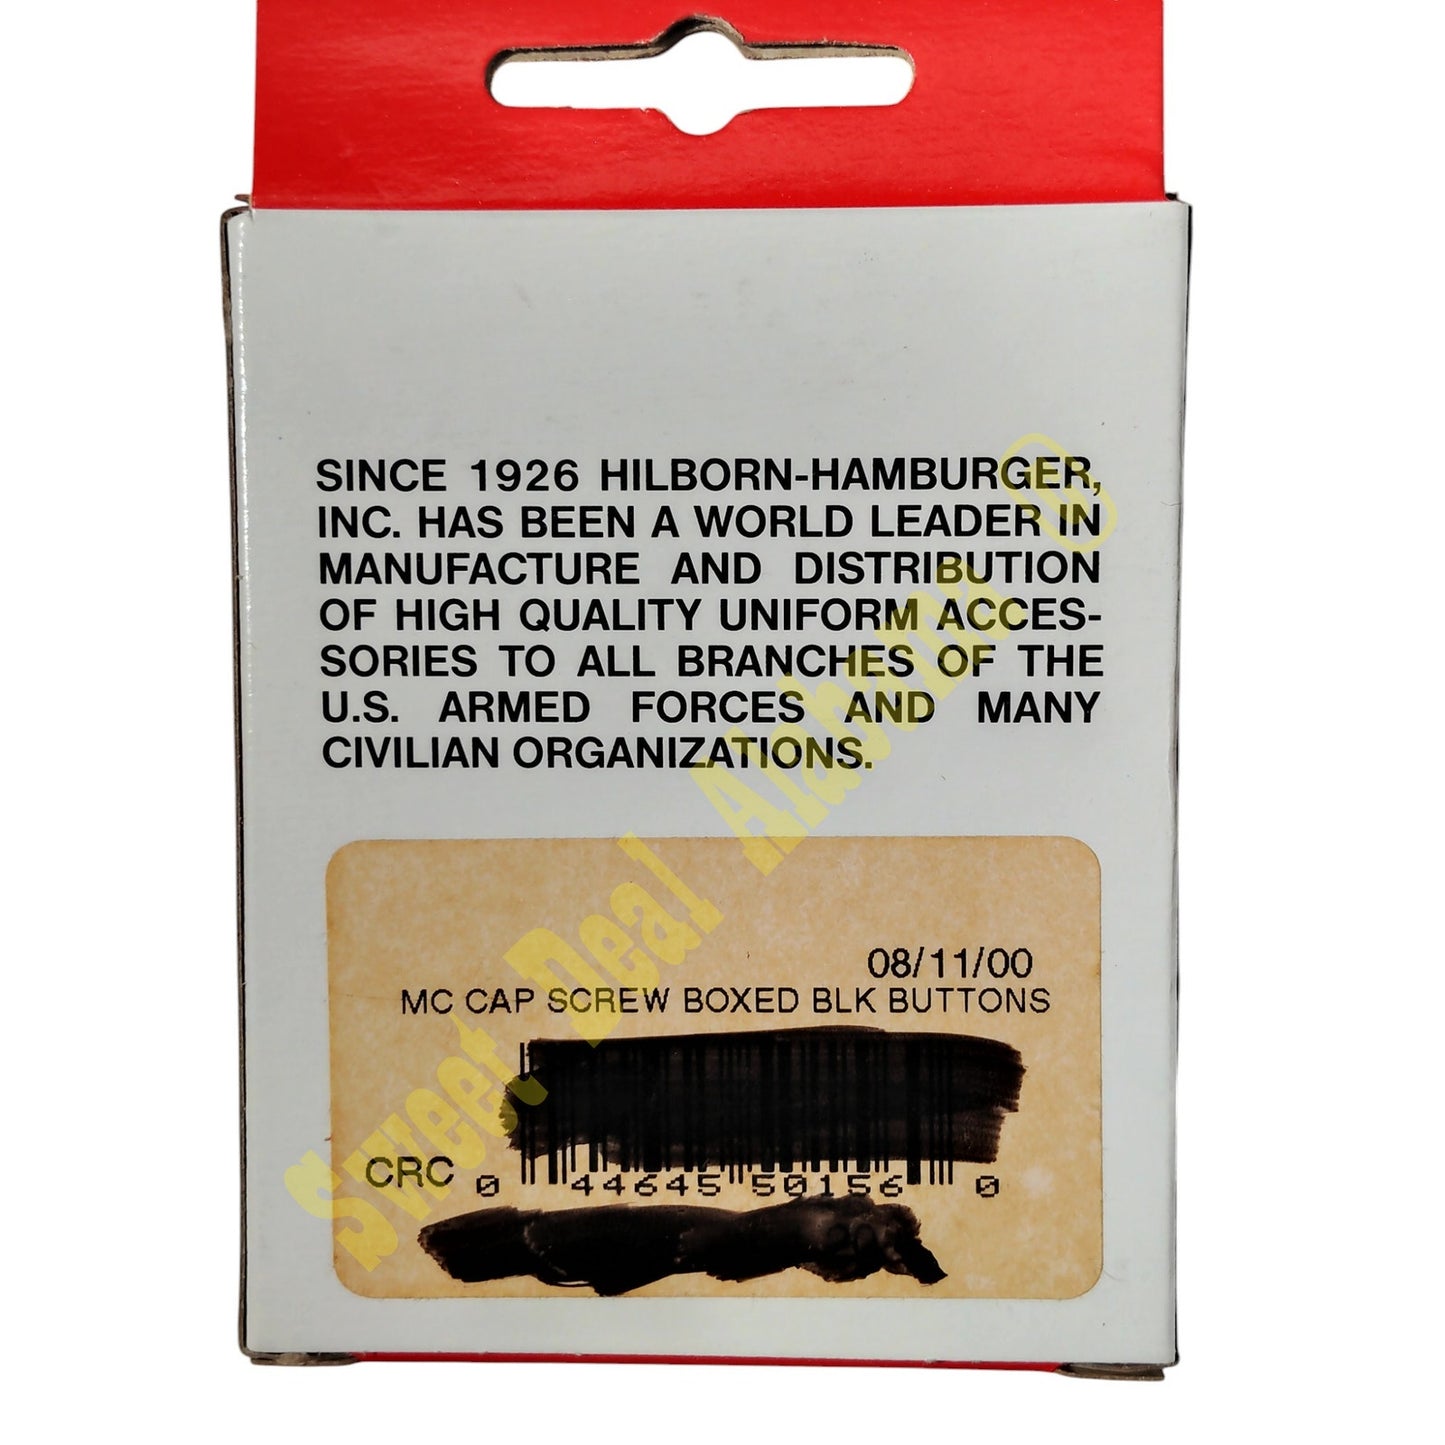 SINCE 1926 HILBORN-HAMBURGER,
INC. HAS BEEN A WORLD LEADER IN
MANUFACTURE AND DISTRIBUTION
OF HIGH QUALITY UNIFORM ACCES-
SORIES TO ALL BRANCHES OF THE
U.S. ARMED FORCES AND MANY
CIVILIAN ORGANIZATIONS.
Sweet Deal Alabama ©
08/11/00
MC CAP SCREW BOXED BLK BUTTONS
CRC 0 44645 50156 0